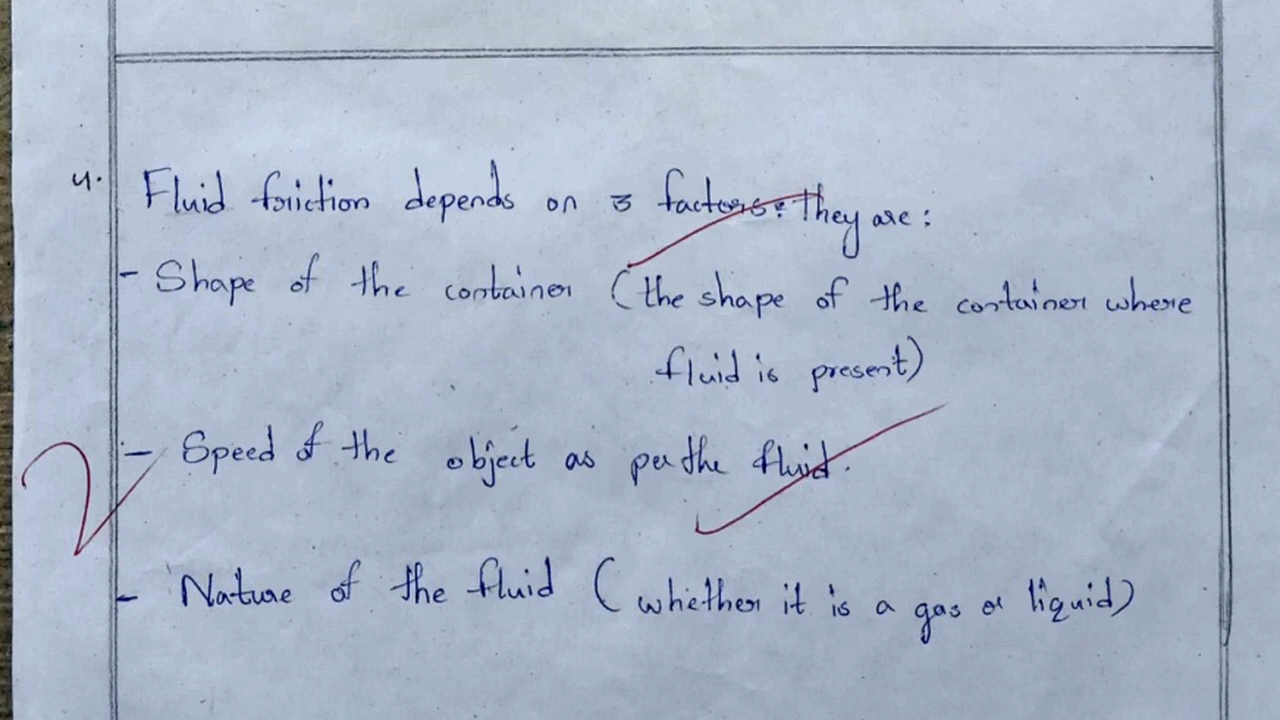 4. Fluid friction depends on 3 factors: They are:
- Shape of the container (the shape of the container where
fluid is present)
- Speed of the object as per the fluid.
- Nature of the fluid (whether it is a gas or liquid)